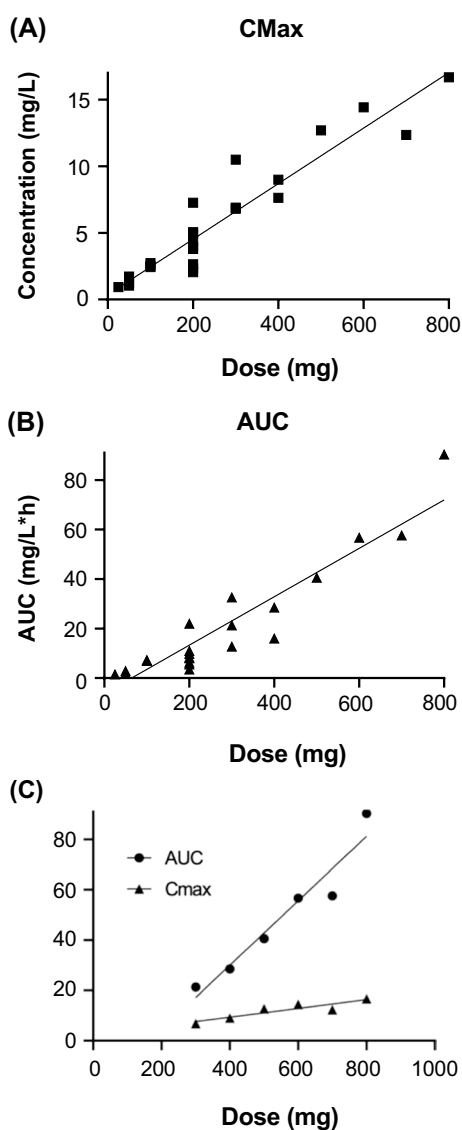 (A)
CMax
Concentration (mg/L)
15
10
5
0
0 200 400 600 800
Dose (mg)
(B)
AUC
AUC (mg/L*h)
80
60
40
20
0
0 200 400 600 800
Dose (mg)
(C)
80
60
40
20
0
AUC
Cmax
0 200 400 600 800 1000
Dose (mg)